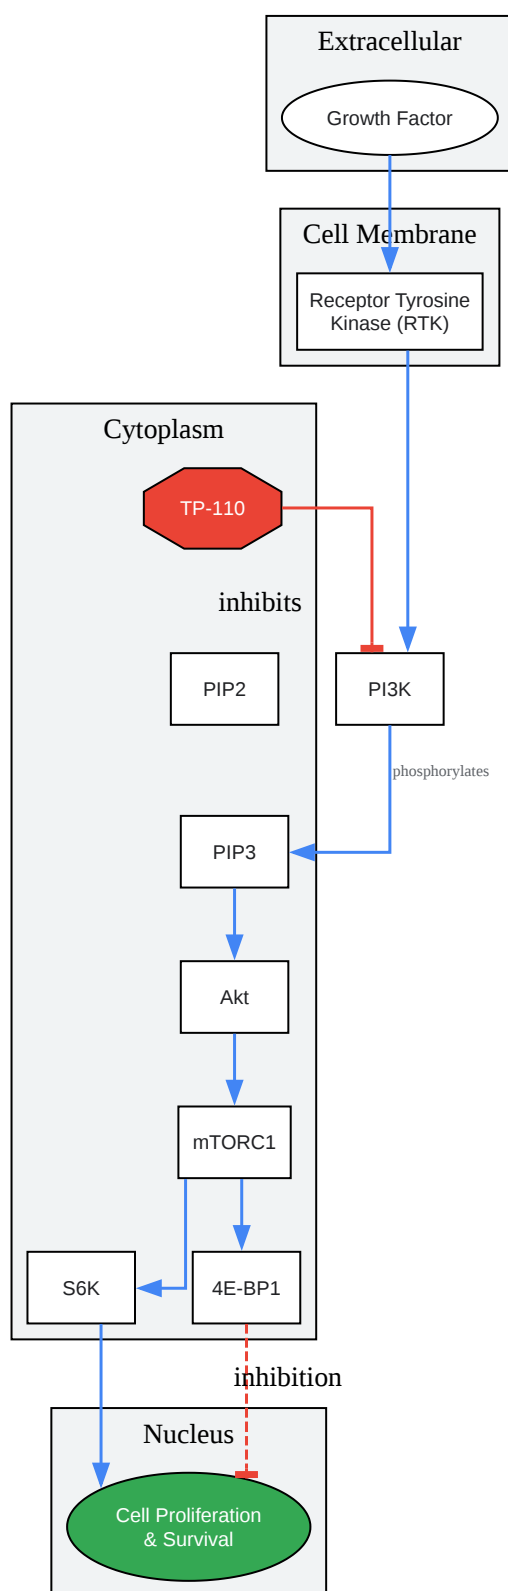 Extracellular
Growth Factor
Cell Membrane
Receptor Tyrosine
Kinase (RTK)
Cytoplasm
TP-110
inhibits
PIP2
PI3K
phosphorylates
PIP3
Akt
mTORC1
S6K
4E-BP1
inhibition
Nucleus
Cell Proliferation
& Survival